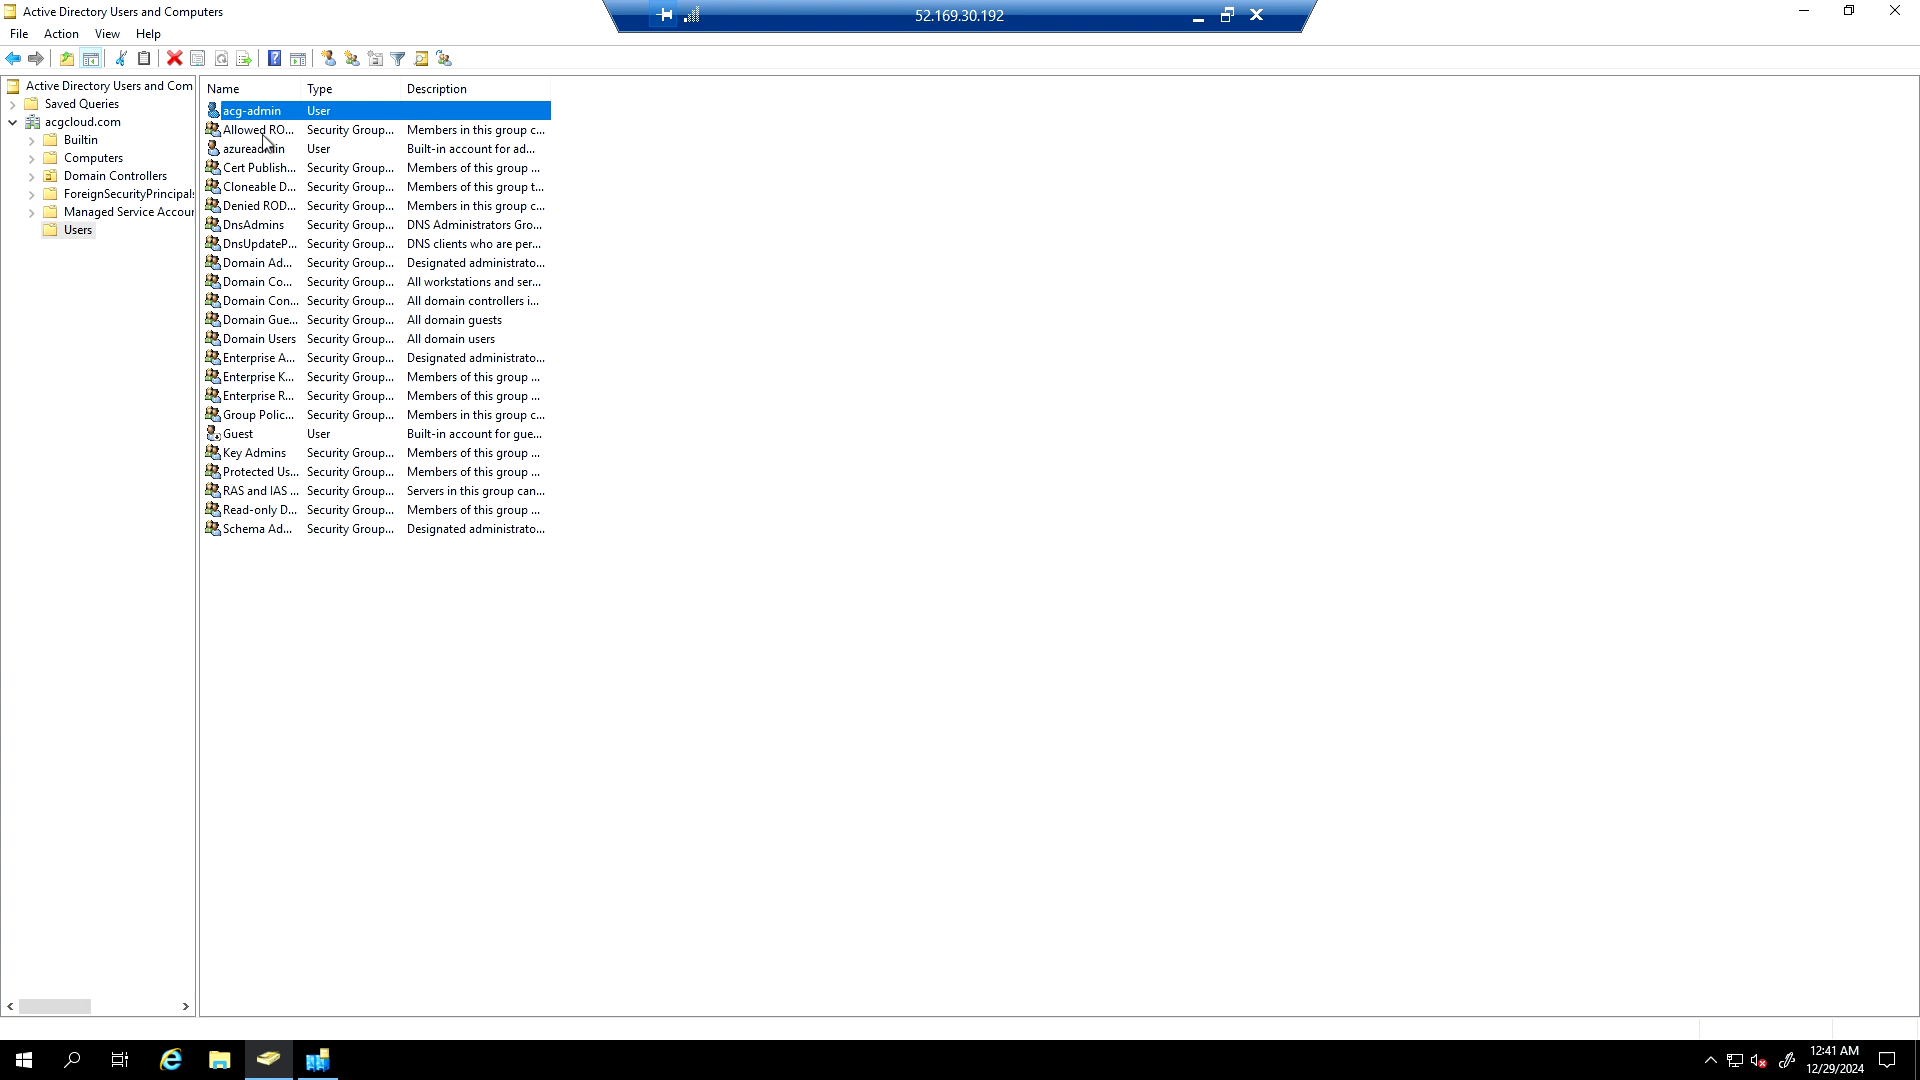 Active Directory Users and Computers
52.169.30.192
File Action View Help
Active Directory Users and Com
Saved Queries
acgcloud.com
Builtin
Computers
Domain Controllers
ForeignSecurityPrincipals
Managed Service Accour
Users
Name Type Description
acg-admin User
Allowed RO... Security Group... Members in this group c...
User Built-in account for ad...
Cert Publish... Security Group... Members of this group ...
Cloneable D... Security Group... Members of this group t...
Denied ROD... Security Group... Members in this group c...
DnsAdmins Security Group... DNS Administrators Gro...
DnsUpdateP... Security Group... DNS clients who are per...
Domain Ad... Security Group... Designated administrato...
Domain Co... Security Group... All workstations and ser...
Domain Con... Security Group... All domain controllers i...
Domain Gue... Security Group... All domain guests
Domain Users Security Group... All domain users
Enterprise A... Security Group... Designated administrato...
Enterprise K... Security Group... Members of this group ...
Enterprise R... Security Group... Members of this group ...
Group Polic... Security Group... Members in this group c...
Guest User Built-in account for gue...
Key Admins Security Group... Members of this group ...
Protected Us... Security Group... Members of this group ...
RAS and IAS ... Security Group... Servers in this group can...
Read-only D... Security Group... Members of this group ...
Schema Ad... Security Group... Designated administrato...
12:41 AM
12/29/2024